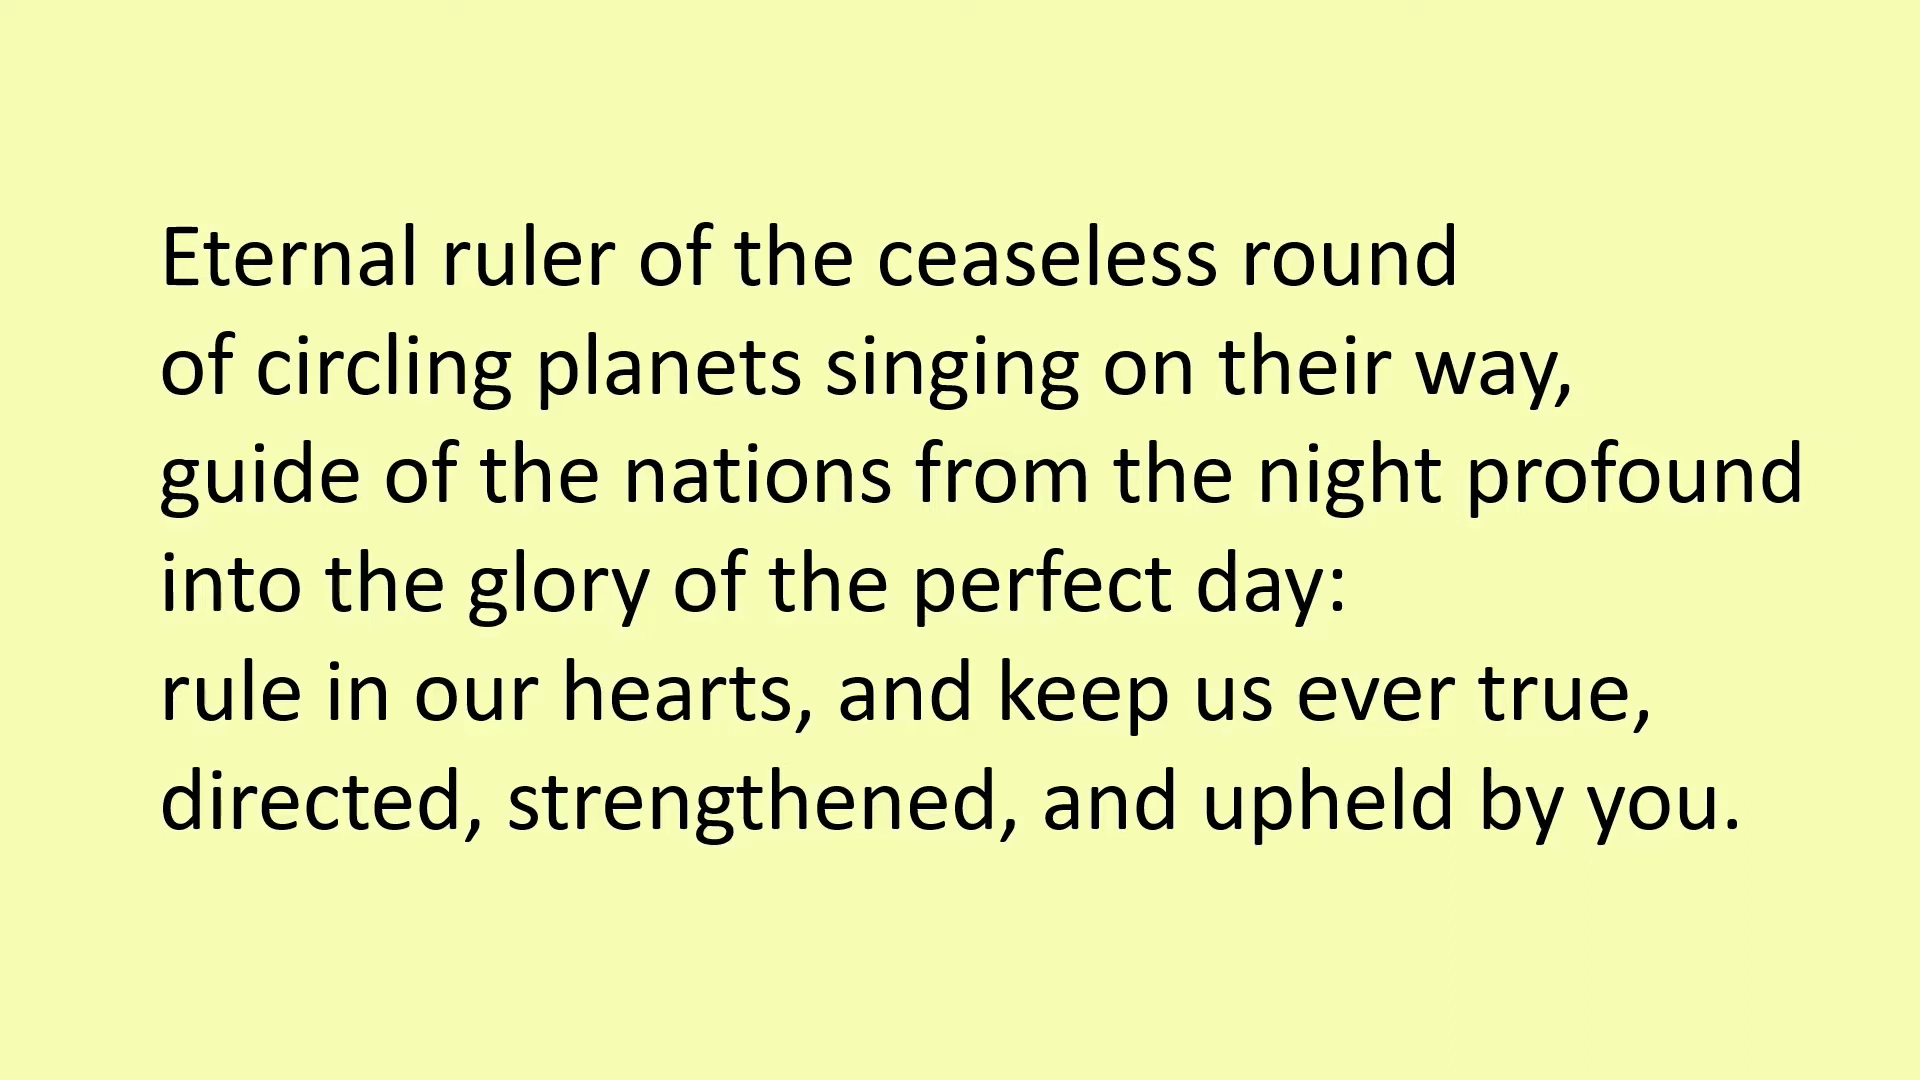 Eternal ruler of the ceaseless round
of circling planets singing on their way,
guide of the nations from the night profound
into the glory of the perfect day:
rule in our hearts, and keep us ever true,
directed, strengthened, and upheld by you.